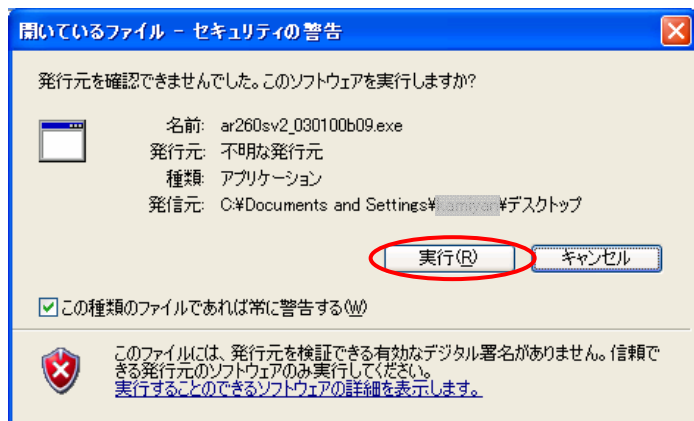 開いているファイル - セキュリティの警告
発行元を確認できませんでした。このソフトウェアを実行しますか?
名前: ar260sv2_030100b09.exe
発行元: 不明な発行元
種類: アプリケーション
発信元: C:¥Documents and Settings¥ ¥デスクトップ
実行(R) キャンセル
この種類のファイルであれば常に警告する(W)
このファイルには、発行元を検証できる有効なデジタル署名がありません。信頼で
きる発行元のソフトウェアのみ実行してください。
実行することのできるソフトウェアの詳細を表示します。